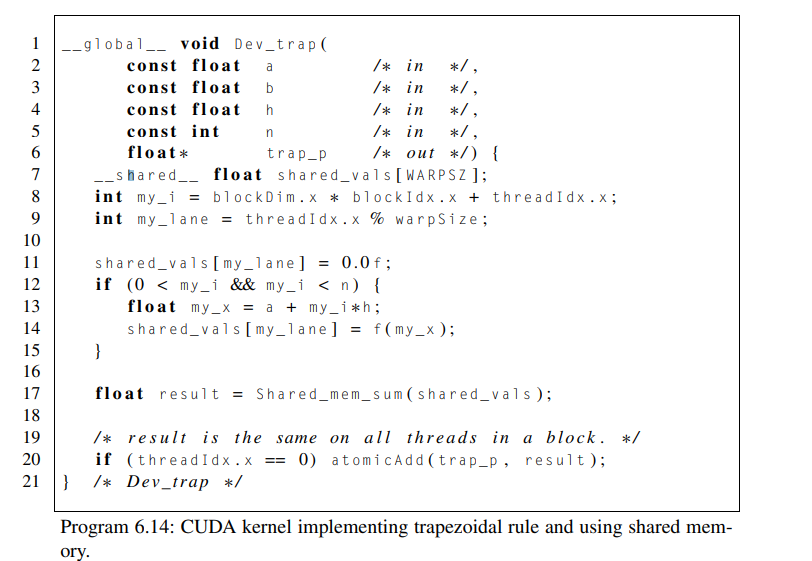 1 __global__ void Dev_trap(
2 const float a /* in */,
3 const float b /* in */,
4 const float h /* in */,
5 const int n /* in */,
6 float* trap_p /* out */) {
7 __shared__ float shared_vals[WARPSZ];
8 int my_i = blockDim.x * blockIdx.x + threadIdx.x;
9 int my_lane = threadIdx.x % warpSize;
10
11 shared_vals[my_lane] = 0.0f;
12 if (0 < my_i && my_i < n) {
13 float my_x = a + my_i*h;
14 shared_vals[my_lane] = f(my_x);
15 }
16
17 float result = Shared_mem_sum(shared_vals);
18
19 /* result is the same on all threads in a block. */
20 if (threadIdx.x == 0) atomicAdd(trap_p, result);
21 } /* Dev_trap */
Program 6.14: CUDA kernel implementing trapezoidal rule and using shared mem-
ory.